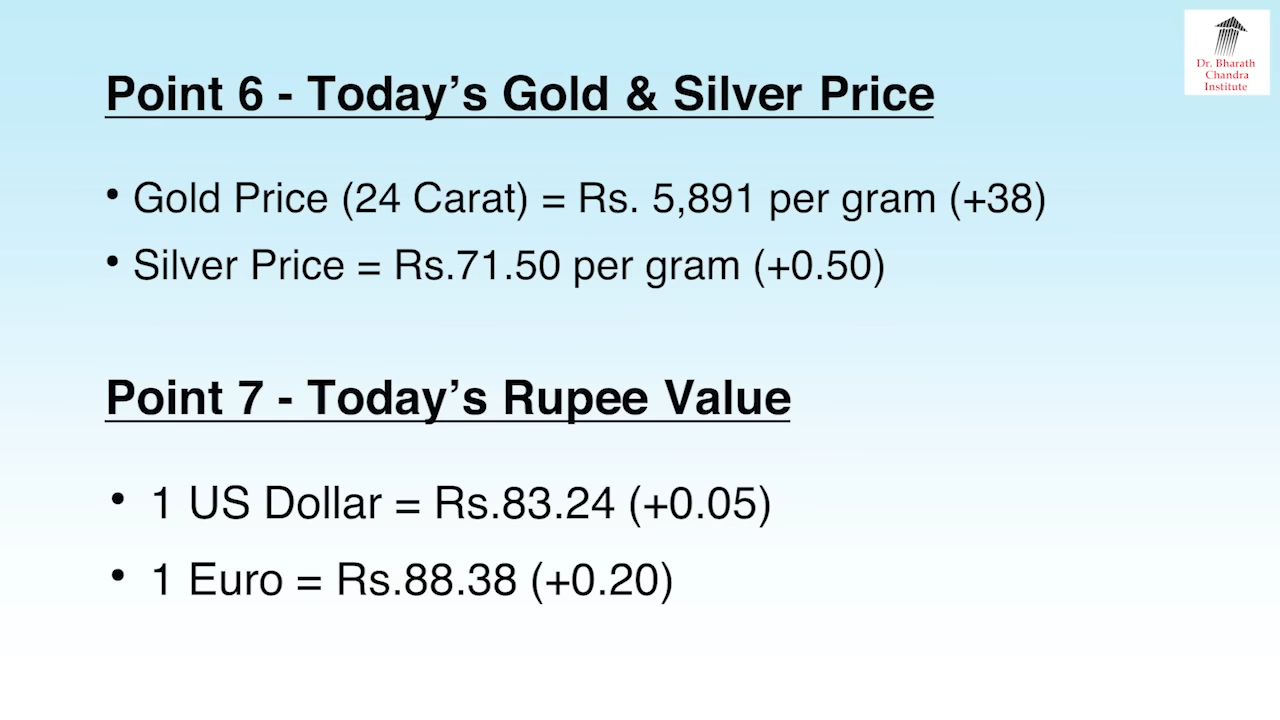 Dr. Bharath
Chandra
Institute
Point 6 - Today’s Gold & Silver Price
• Gold Price (24 Carat) = Rs. 5,891 per gram (+38)
• Silver Price = Rs.71.50 per gram (+0.50)
Point 7 - Today’s Rupee Value
• 1 US Dollar = Rs.83.24 (+0.05)
• 1 Euro = Rs.88.38 (+0.20)